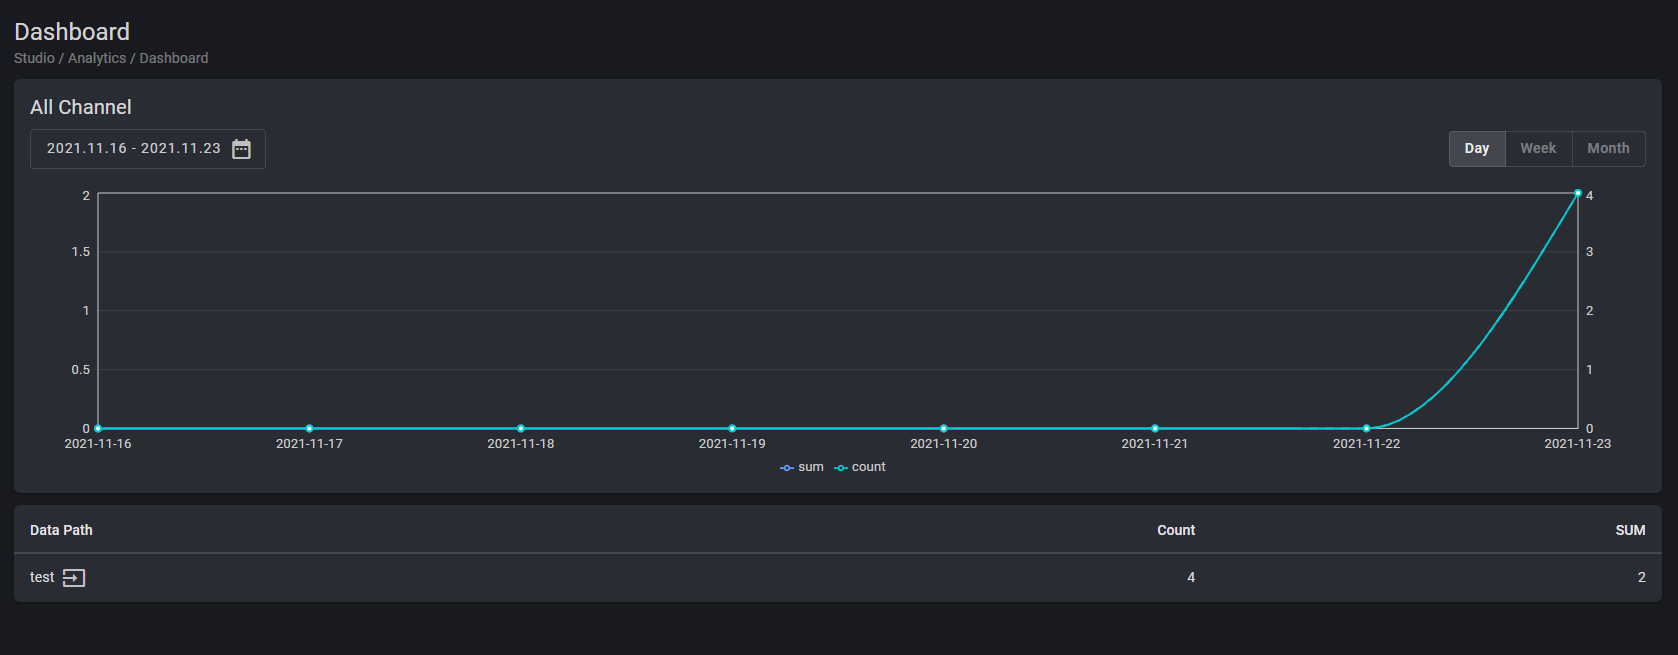 Dashboard
Studio / Analytics / Dashboard
All Channel
2021.11.16 - 2021.11.23
Day Week Month
2 4
1.5 3
1 2
0.5 1
0 0
2021-11-16 2021-11-17 2021-11-18 2021-11-19 2021-11-20 2021-11-21 2021-11-22 2021-11-23
sum count
Data Path Count SUM
test 4 2